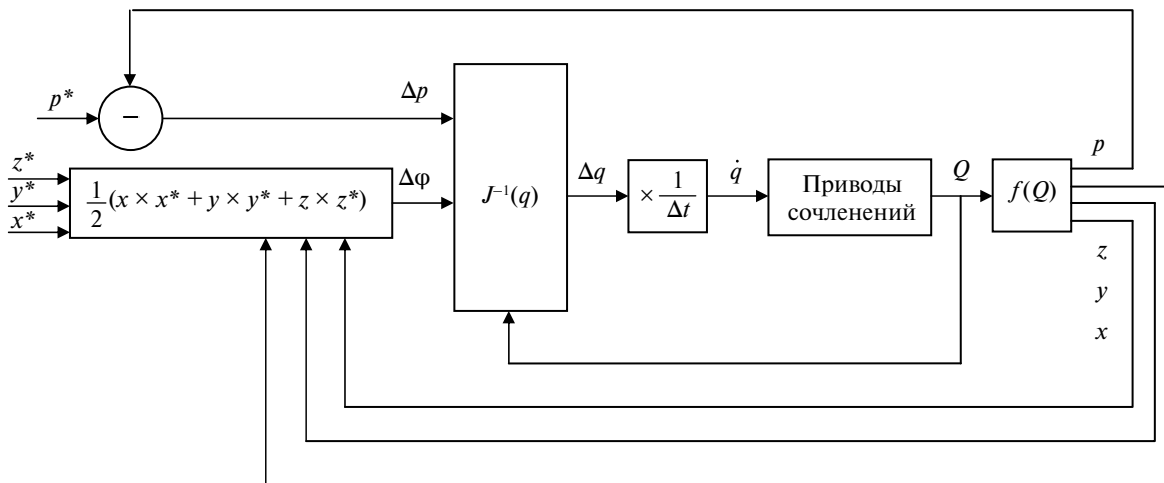 p*
−
Δp
z*
y*
x*
1/2 (x × x* + y × y* + z × z*)
Δφ
J⁻¹(q)
Δq
× 1/Δt
q̇
Приводы
сочленений
Q
f(Q)
p
z
y
x